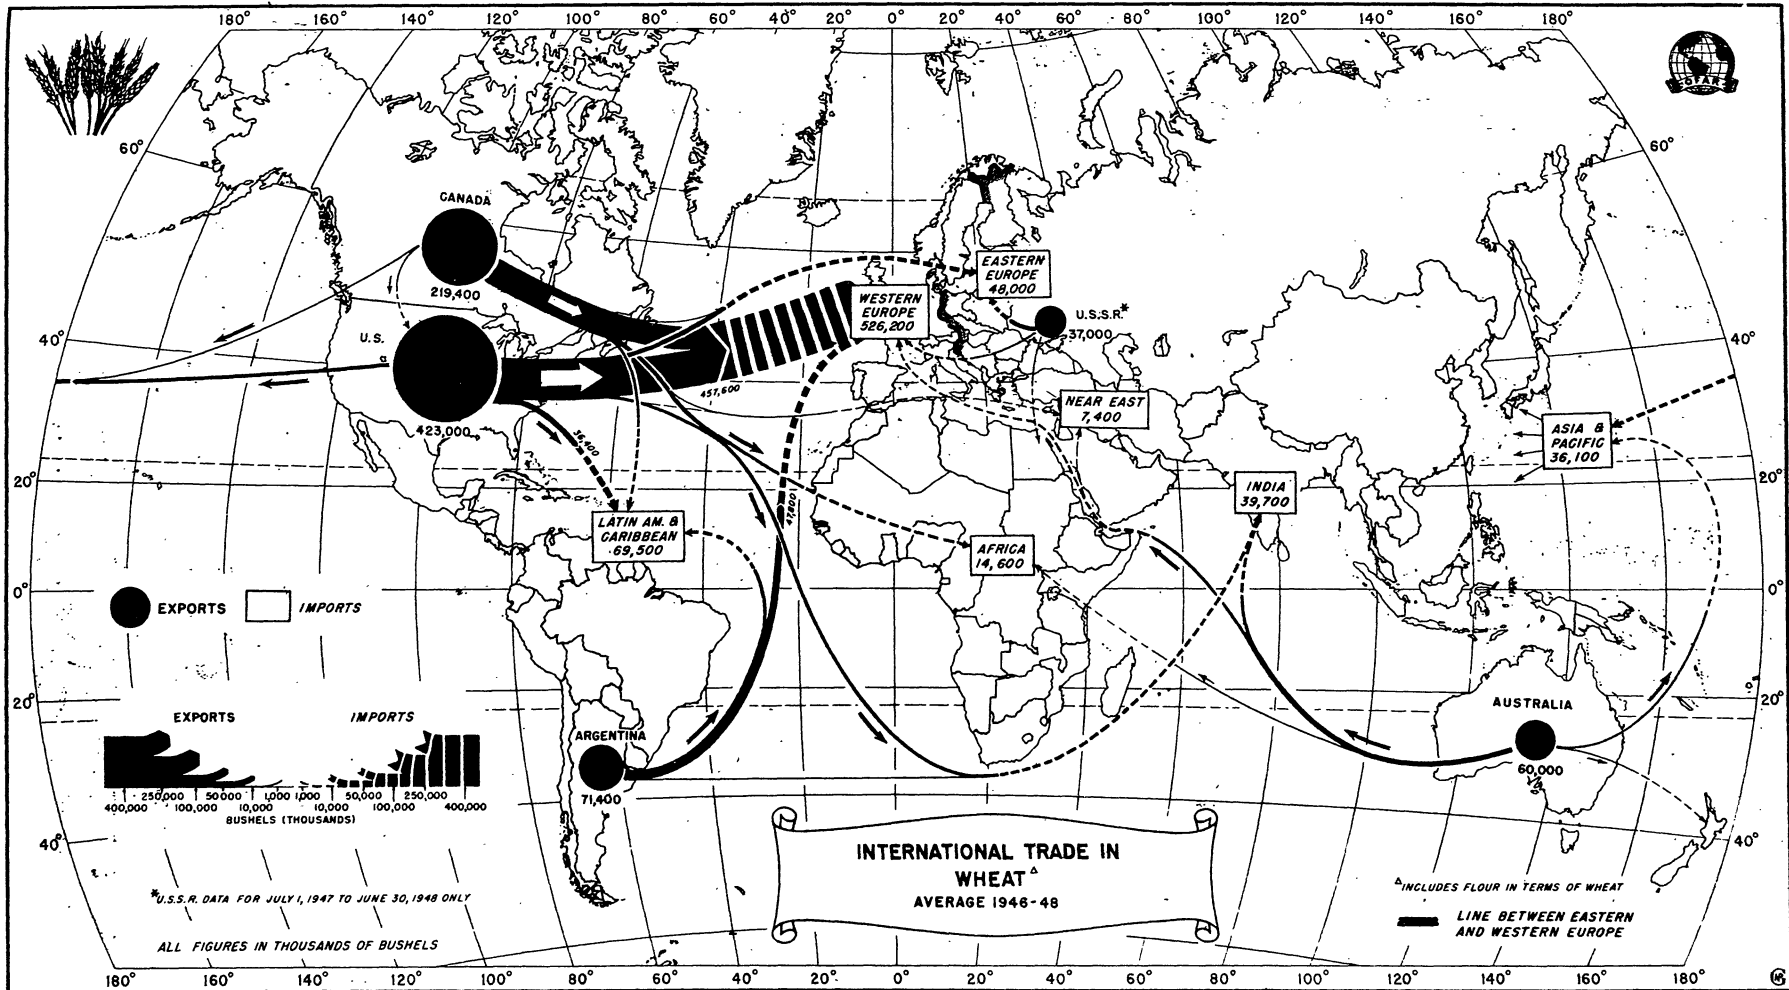 180° 160° 140° 120° 100° 80° 60° 40° 20° 0° 20° 40° 60° 80° 100° 120° 140° 160° 180°
OFAR
60°
60°
CANADA
219,400
EASTERN
EUROPE
48,000
WESTERN
EUROPE
526,200
U.S.S.R.*
37,000
40°
40°
U.S.
a
423,000
457,600
NEAR EAST
7,400
36,400
ASIA &
PACIFIC
36,100
20°
20°
INDIA
39,700
47,800
LATIN AM. &
CARIBBEAN
69,500
AFRICA
14,600
0°
0°
EXPORTS
IMPORTS
20°
20°
AUSTRALIA
60,000
ARGENTINA
71,400
EXPORTS IMPORTS
250,000 50,000 1,000 1,000 50,000 250,000
400,000 100,000 10,000 10,000 100,000 400,000
BUSHELS (THOUSANDS)
40°
40°
INTERNATIONAL TRADE IN
WHEAT△
AVERAGE 1946-48
*U.S.S.R. DATA FOR JULY 1, 1947 TO JUNE 30, 1948 ONLY
ALL FIGURES IN THOUSANDS OF BUSHELS
△INCLUDES FLOUR IN TERMS OF WHEAT
LINE BETWEEN EASTERN
AND WESTERN EUROPE
180° 160° 140° 120° 100° 80° 60° 40° 20° 0° 20° 40° 60° 80° 100° 120° 140° 160° 180°